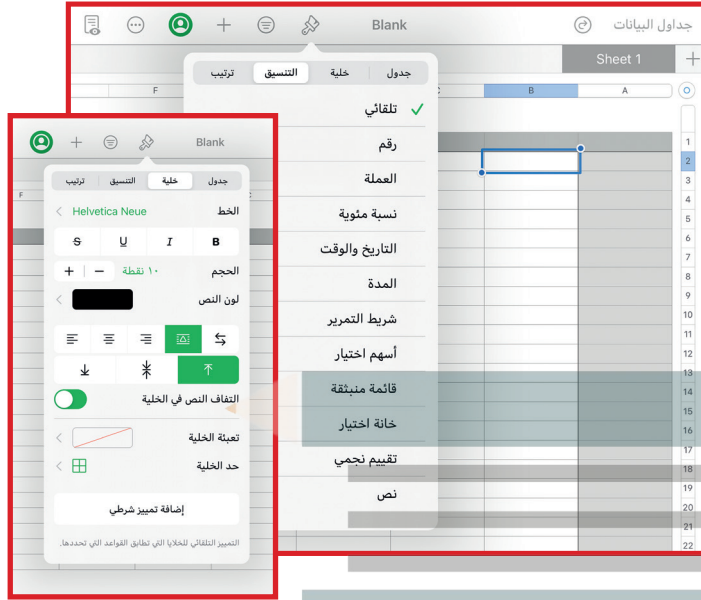 جداول البيانات
Blank
Sheet 1
F
B
A
1
2
3
4
5
6
7
8
9
10
11
12
13
14
15
16
17
18
19
20
21
22
جدول خلية التنسيق ترتيب
تلقائي
رقم
العملة
نسبة مئوية
التاريخ والوقت
المدة
شريط التمرير
أسهم اختيار
قائمة منبثقة
خانة اختيار
تقييم نجمي
نص
Blank
F
جدول خلية التنسيق ترتيب
الخط Helvetica Neue
B I U S
الحجم ١٠ نقطة
لون النص
التفاف النص في الخلية
تعبئة الخلية
حد الخلية
إضافة تمييز شرطي
التمييز التلقائي للخلايا التي تطابق القواعد التي تحددها.